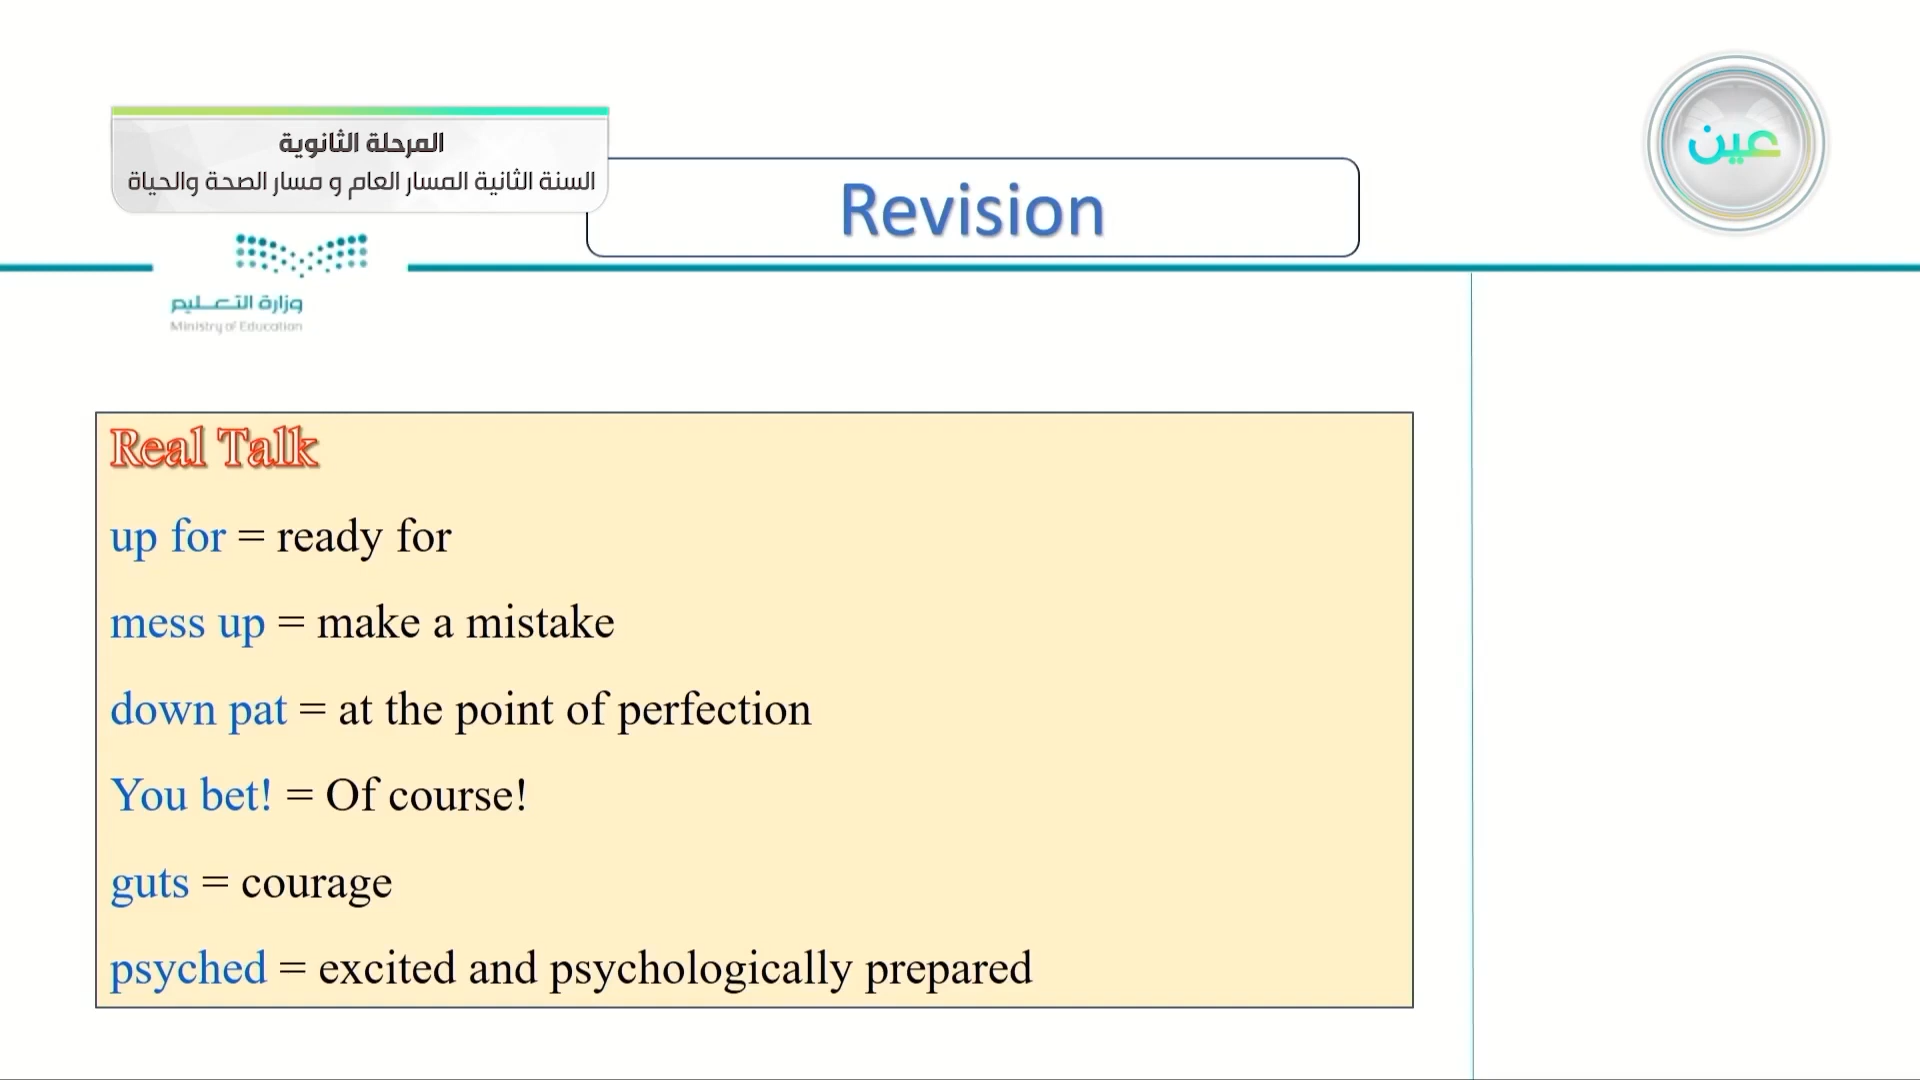 المرحلة الثانوية
السنة الثانية المسار العام و مسار الصحة والحياة
عين
Revision
وزارة التعليم
Ministry of Education
Real Talk
up for = ready for
mess up = make a mistake
down pat = at the point of perfection
You bet! = Of course!
guts = courage
psyched = excited and psychologically prepared